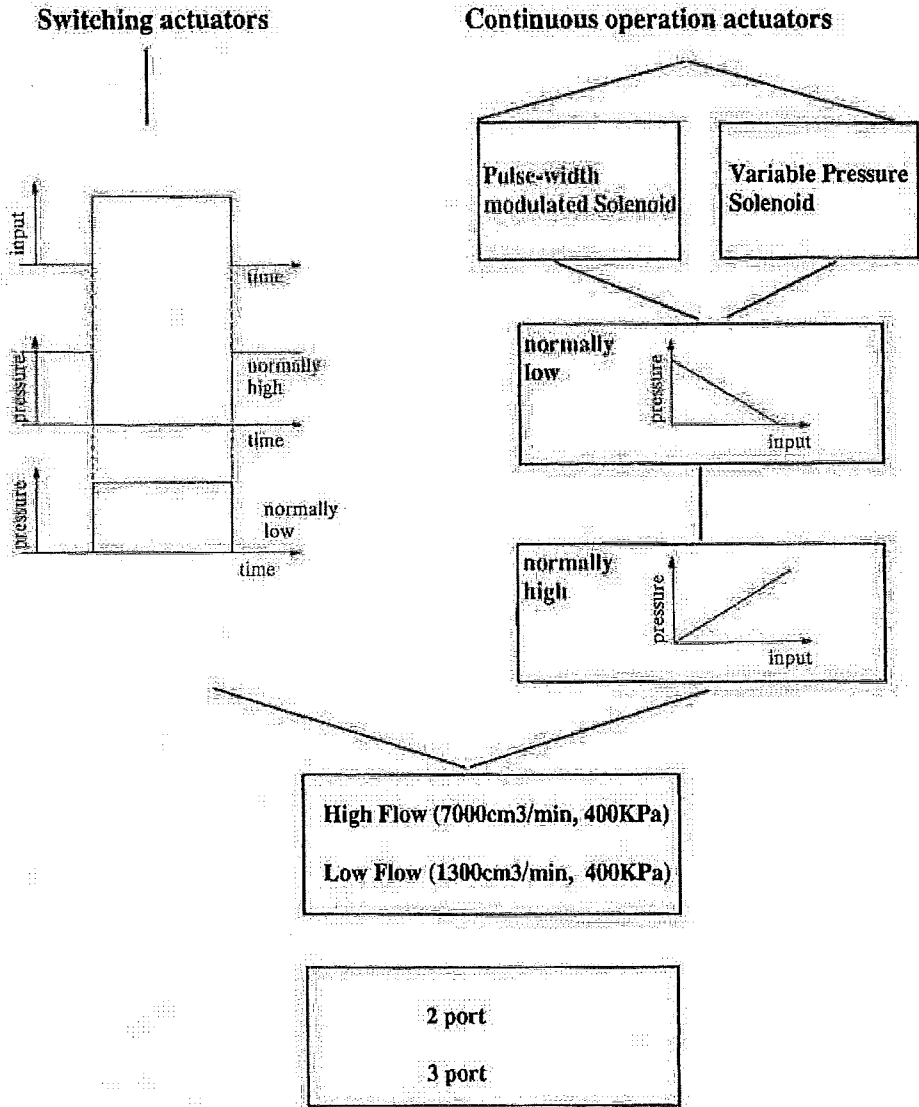 Switching actuators
Continuous operation actuators
input
time
pressure
normally
high
time
pressure
normally
low
time
Pulse-width
modulated Solenoid
Variable Pressure
Solenoid
normally
low
pressure
input
normally
high
pressure
input
High Flow (7000cm3/min, 400KPa)
Low Flow (1300cm3/min, 400KPa)
2 port
3 port